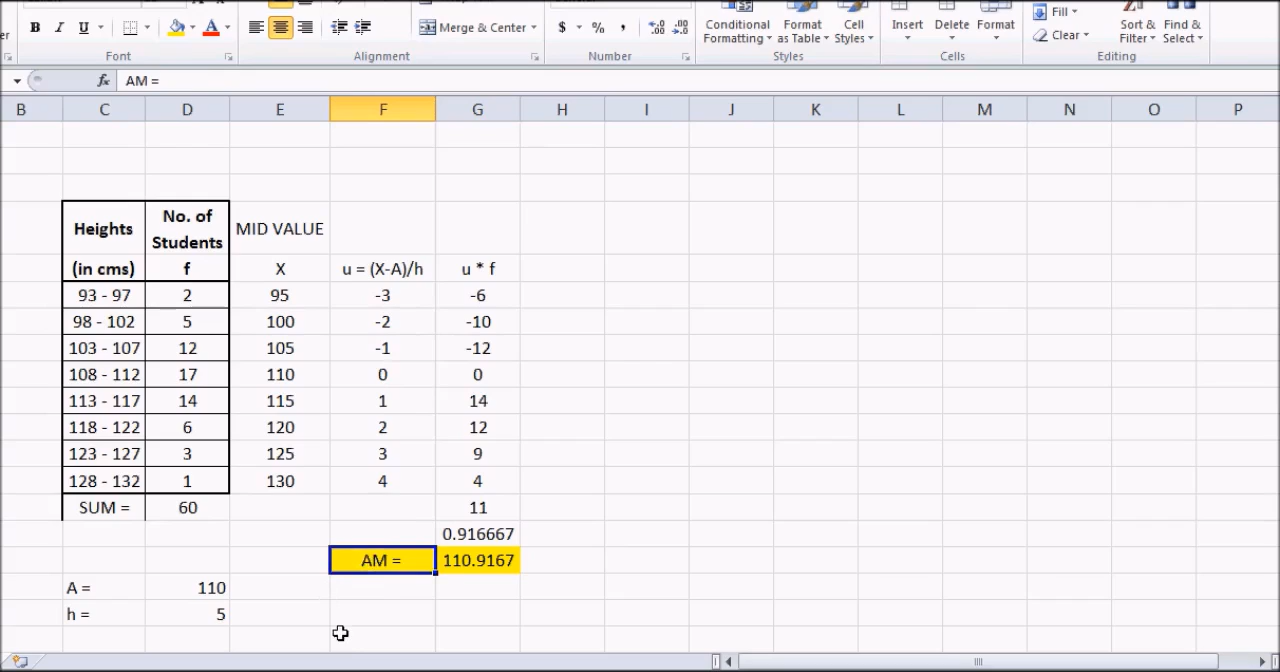 B I U
Merge & Center
$ % ,
Conditional Formatting
Format as Table
Cell Styles
Insert
Delete
Format
Fill
Clear
Sort & Filter
Find & Select
Font
Alignment
Number
Styles
Cells
Editing
fx AM =
B C D E F G H I J K L M N O P
Heights No. of Students MID VALUE
(in cms) f X u = (X-A)/h u * f
93 - 97 2 95 -3 -6
98 - 102 5 100 -2 -10
103 - 107 12 105 -1 -12
108 - 112 17 110 0 0
113 - 117 14 115 1 14
118 - 122 6 120 2 12
123 - 127 3 125 3 9
128 - 132 1 130 4 4
SUM = 60 11
0.916667
AM = 110.9167
A = 110
h = 5